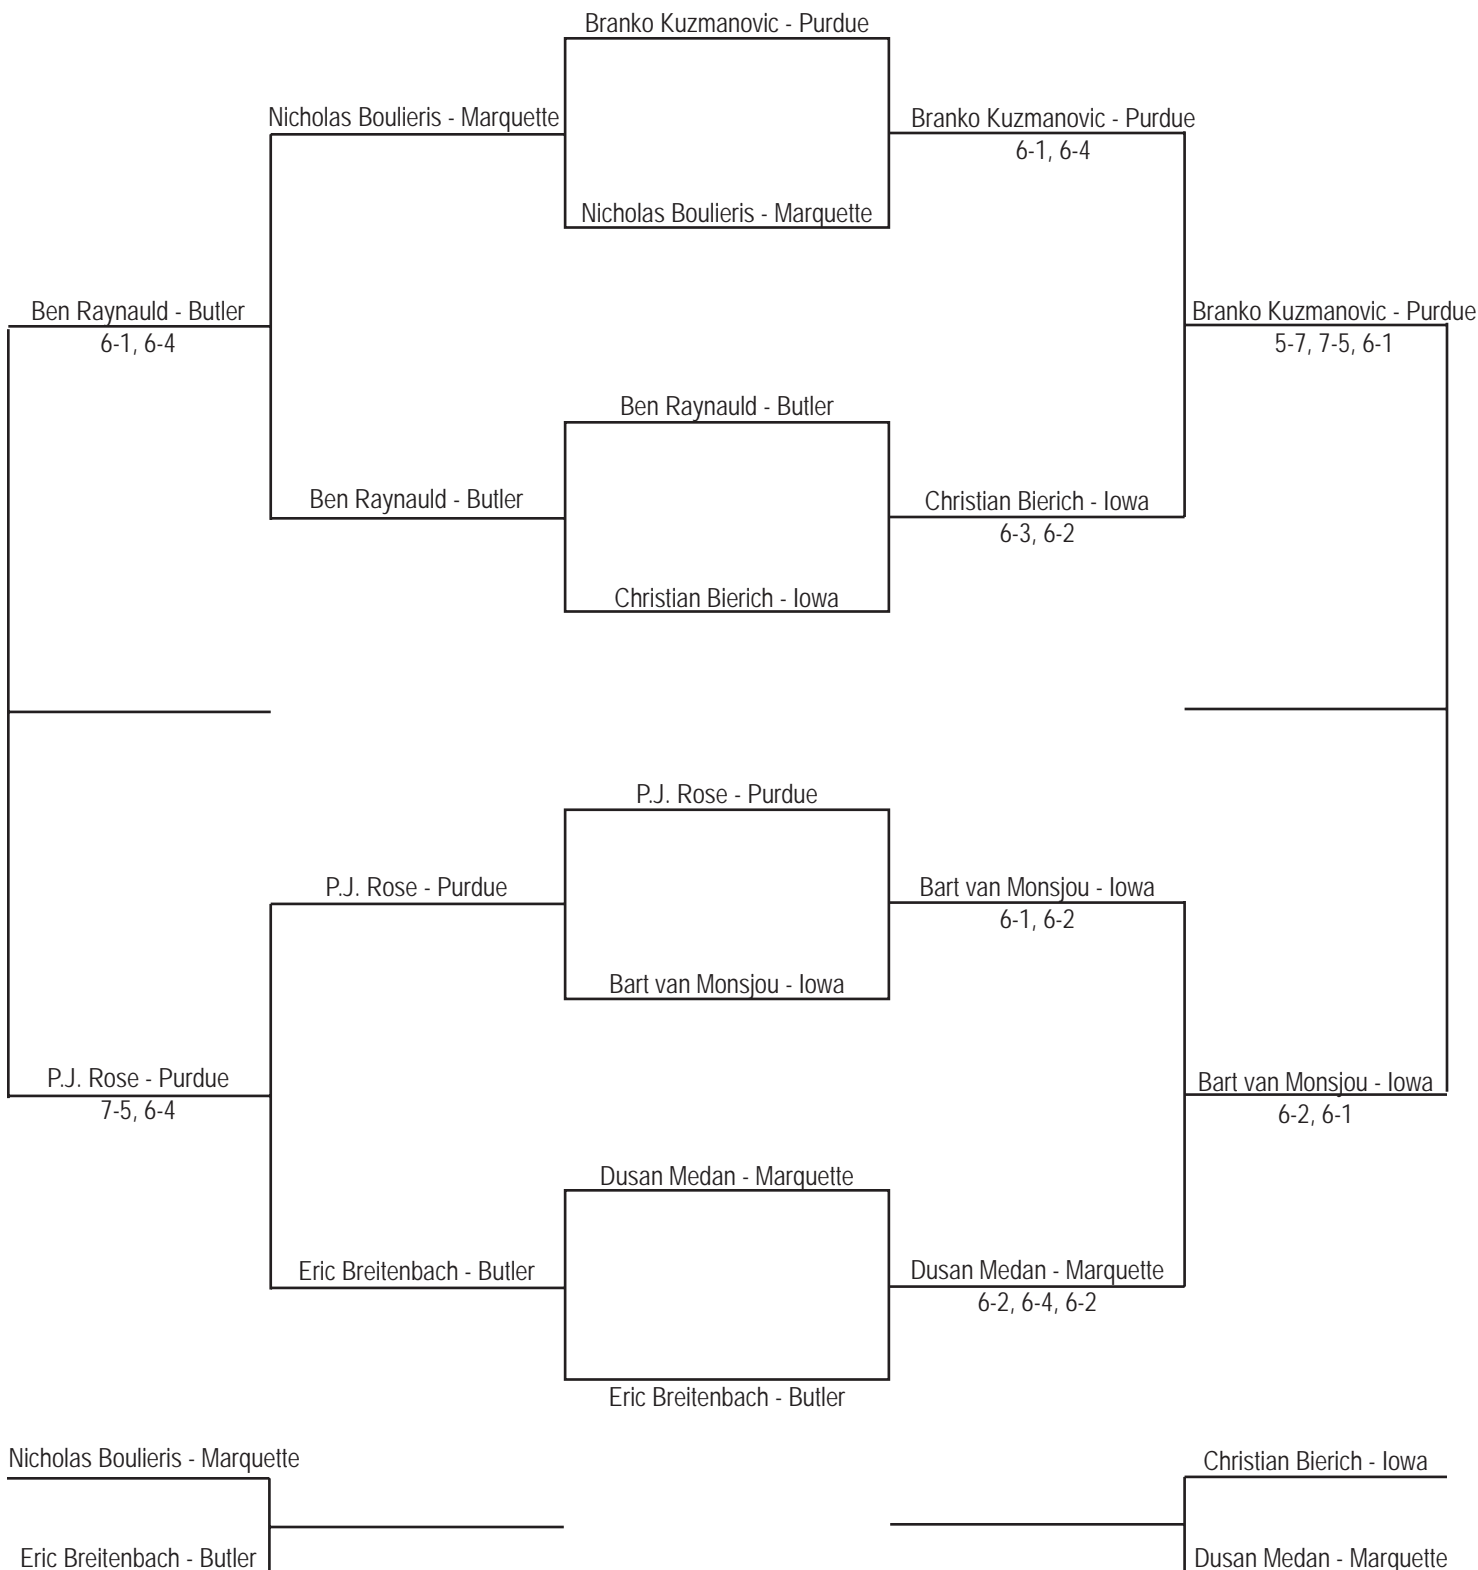 Branko Kuzmanovic - Purdue
Nicholas Boulieris - Marquette
Branko Kuzmanovic - Purdue
6-1, 6-4
Nicholas Boulieris - Marquette
Ben Raynauld - Butler
6-1, 6-4
Branko Kuzmanovic - Purdue
5-7, 7-5, 6-1
Ben Raynauld - Butler
Ben Raynauld - Butler
Christian Bierich - Iowa
6-3, 6-2
Christian Bierich - Iowa
P.J. Rose - Purdue
P.J. Rose - Purdue
Bart van Monsjou - Iowa
6-1, 6-2
Bart van Monsjou - Iowa
P.J. Rose - Purdue
7-5, 6-4
Bart van Monsjou - Iowa
6-2, 6-1
Dusan Medan - Marquette
Eric Breitenbach - Butler
Dusan Medan - Marquette
6-2, 6-4, 6-2
Eric Breitenbach - Butler
Nicholas Boulieris - Marquette
Christian Bierich - Iowa
Eric Breitenbach - Butler
Dusan Medan - Marquette